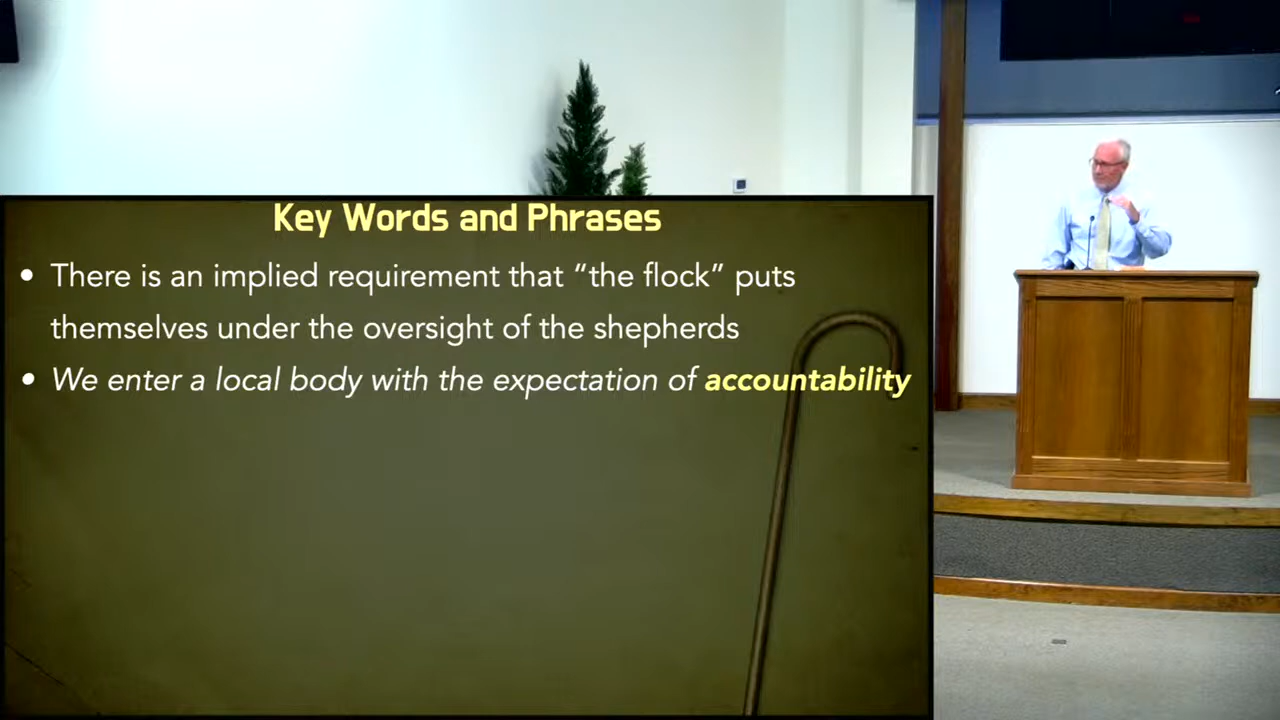 Key Words and Phrases
• There is an implied requirement that “the flock” puts
themselves under the oversight of the shepherds
• We enter a local body with the expectation of accountability